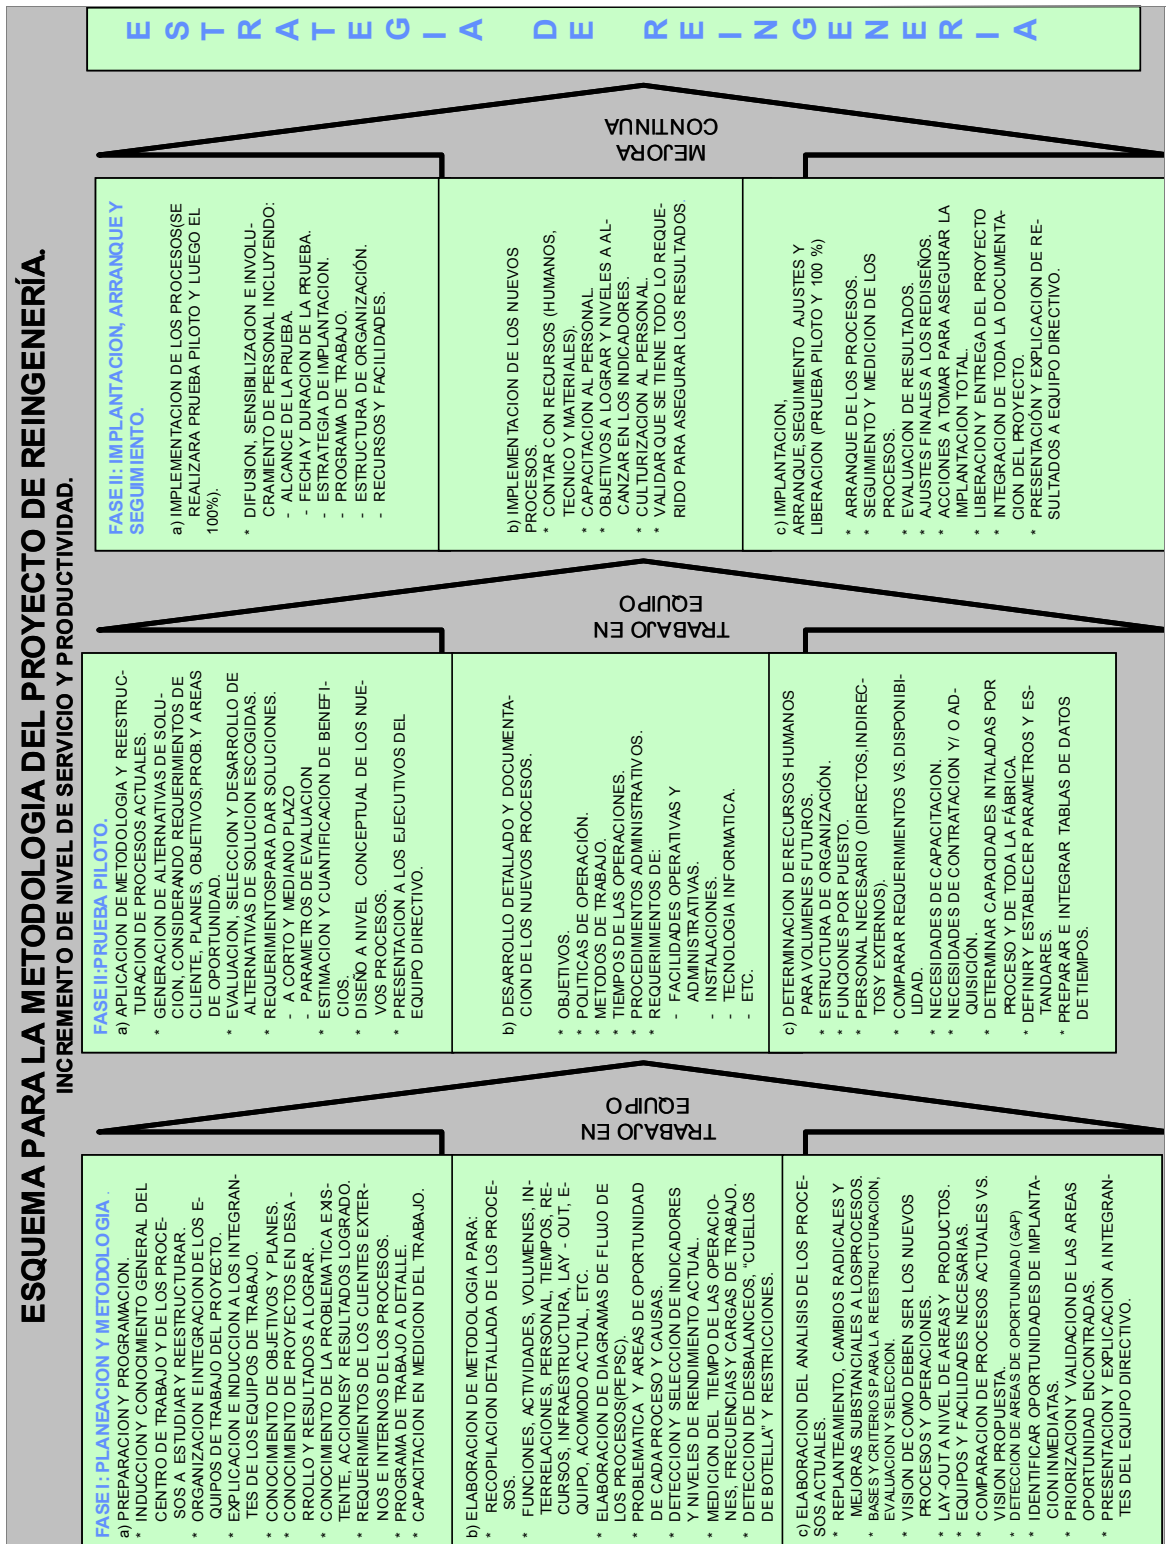 ESQUEMA PARA LA METODOLOGIA DEL PROYECTO DE REINGENERÍA.
INCREMENTO DE NIVEL DE SERVICIO Y PRODUCTIVIDAD.
FASE I: PLANEACION Y METODOLOGIA .
a) PREPARACION Y PROGRAMACION.
* INDUCCION Y CONOCIMIENTO GENERAL DEL
CENTRO DE TRABAJO Y DE LOS PROCE-
SOS A ESTUDIAR Y REESTRUCTURAR.
* ORGANIZACION E INTEGRACION DE LOS E-
QUIPOS DE TRABAJO DEL PROYECTO.
* EXPLICACION E INDUCCION A LOS INTEGRAN-
TES DE LOS EQUIPOS DE TRABAJO.
* CONOCIMIENTO DE OBJETIVOS Y PLANES.
* CONOCIMIENTO DE PROYECTOS EN DESA -
RROLLO Y RESULTADOS A LOGRAR.
* CONOCIMIENTO DE LA PROBLEMATICA EXIS-
TENTE, ACCIONES Y RESULTADOS LOGRADO.
* REQUERIMIENTOS DE LOS CLIENTES EXTER-
NOS E INTERNOS DE LOS PROCESOS.
* PROGRAMA DE TRABAJO A DETALLE.
* CAPACITACION EN MEDICION DEL TRABAJO.
b) ELABORACION DE METODOLOGIA PARA:
* RECOPILACION DETALLADA DE LOS PROCE-
SOS.
* FUNCIONES, ACTIVIDADES, VOLUMENES, IN-
TERRELACIONES, PERSONAL, TIEMPOS, RE-
CURSOS, INFRAESTRUCTURA, LAY - OUT, E-
QUIPO, ACOMODO ACTUAL, ETC.
* ELABORACION DE DIAGRAMAS DE FLUJO DE
LOS PROCESOS(PEPSC).
* PROBLEMATICA Y AREAS DE OPORTUNIDAD
DE CADA PROCESO Y CAUSAS.
* DETECCION Y SELECCION DE INDICADORES
Y NIVELES DE RENDIMIENTO ACTUAL.
* MEDICION DEL TIEMPO DE LAS OPERACIO-
NES, FRECUENCIAS Y CARGAS DE TRABAJO.
* DETECCION DE DESBALANCEOS, "CUELLOS
DE BOTELLA" Y RESTRICCIONES.
c) ELABORACION DEL ANALISIS DE LOS PROCE-
SOS ACTUALES.
* REPLANTEAMIENTO, CAMBIOS RADICALES Y
MEJORAS SUBSTANCIALES A LOS PROCESOS.
* BASES Y CRITERIOS PARA LA REESTRUCTURACION,
EVALUACION Y SELECCION.
* VISION DE COMO DEBEN SER LOS NUEVOS
PROCESOS Y OPERACIONES.
* LAY -OUT A NIVEL DE AREAS Y PRODUCTOS.
* EQUIPOS Y FACILIDADES NECESARIAS.
* COMPARACION DE PROCESOS ACTUALES VS.
VISION PROPUESTA.
* DETECCION DE AREAS DE OPORTUNIDAD (GAP)
* IDENTIFICAR OPORTUNIDADES DE IMPLANTA-
CION INMEDIATAS.
* PRIORIZACION Y VALIDACION DE LAS AREAS
OPORTUNIDAD ENCONTRADAS.
* PRESENTACION Y EXPLICACION A INTEGRAN-
TES DEL EQUIPO DIRECTIVO.
TRABAJO EN
EQUIPO
FASE II:PRUEBA PILOTO.
a) APLICACION DE METODOLOGIA Y REESTRUC-
TURACION DE PROCESOS ACTUALES.
* GENERACION DE ALTERNATIVAS DE SOLU-
CION, CONSIDERANDO REQUERIMIENTOS DE
CLIENTE, PLANES, OBJETIVOS,PROB.Y AREAS
DE OPORTUNIDAD.
* EVALUACION, SELECCION Y DESARROLLO DE
ALTERNATIVAS DE SOLUCION ESCOGIDAS.
* REQUERIMIENTOSPARA DAR SOLUCIONES.
- A CORTO Y MEDIANO PLAZO
- PARAMETROS DE EVALUACION
* ESTIMACION Y CUANTIFICACION DE BENEFI-
CIOS.
* DISEÑO A NIVEL CONCEPTUAL DE LOS NUE-
VOS PROCESOS.
* PRESENTACION A LOS EJECUTIVOS DEL
EQUIPO DIRECTIVO.
b) DESARROLLO DETALLADO Y DOCUMENTA-
CION DE LOS NUEVOS PROCESOS.
* OBJETIVOS.
* POLITICAS DE OPERACIÓN.
* METODOS DE TRABAJO.
* TIEMPOS DE LAS OPERACIONES.
* PROCEDIMIENTOS ADMINISTRATIVOS.
* REQUERIMIENTOS DE:
- FACILIDADES OPERATIVAS Y
ADMINISTRATIVAS.
- INSTALACIONES.
- TECNOLOGIA INFORMATICA.
- ETC.
c) DETERMINACION DE RECURSOS HUMANOS
PARA VOLUMENES FUTUROS.
* ESTRUCTURA DE ORGANIZACIÓN.
* FUNCIONES POR PUESTO.
* PERSONAL NECESARIO (DIRECTOS,INDIREC-
TOS Y EXTERNOS).
* COMPARAR REQUERIMIENTOS VS. DISPONIBI-
LIDAD.
* NECESIDADES DE CAPACITACION.
* NECESIDADES DE CONTRATACION Y/ O AD-
QUISICIÓN.
* DETERMINAR CAPACIDADES INTALADAS POR
PROCESO Y DE TODA LA FÁBRICA.
* DEFINIR Y ESTABLECER PARAMETROS Y ES-
TANDARES.
* PREPARAR E INTEGRAR TABLAS DE DATOS
DE TIEMPOS.
TRABAJO EN
EQUIPO
FASE II: IMPLANTACION, ARRANQUE Y
SEGUIMIENTO.
a) IMPLEMENTACION DE LOS PROCESOS(SE
REALIZARA PRUEBA PILOTO Y LUEGO EL
100%).
* DIFUSION, SENSIBILIZACION E INVOLU-
CRAMIENTO DE PERSONAL INCLUYENDO:
- ALCANCE DE LA PRUEBA.
- FECHA Y DURACION DE LA PRUEBA.
- ESTRATEGIA DE IMPLANTACION.
- PROGRAMA DE TRABAJO.
- ESTRUCTURA DE ORGANIZACIÓN.
- RECURSOS Y FACILIDADES.
b) IMPLEMENTACION DE LOS NUEVOS
PROCESOS.
* CONTAR CON RECURSOS (HUMANOS,
TECNICO Y MATERIALES).
* CAPACITACION AL PERSONAL.
* OBJETIVOS A LOGRAR Y NIVELES A AL-
CANZAR EN LOS INDICADORES.
* CULTURIZACION AL PERSONAL.
* VALIDAR QUE SE TIENE TODO LO REQUE-
RIDO PARA ASEGURAR LOS RESULTADOS.
c) IMPLANTACION,
ARRANQUE, SEGUIMIENTO AJUSTES Y
LIBERACION (PRUEBA PILOTO Y 100 %)
* ARRANQUE DE LOS PROCESOS.
* SEGUIMIENTO Y MEDICION DE LOS
PROCESOS.
* EVALUACION DE RESULTADOS.
* AJUSTES FINALES A LOS REDISEÑOS.
* ACCIONES A TOMAR PARA ASEGURAR LA
IMPLANTACION TOTAL.
* LIBERACION Y ENTREGA DEL PROYECTO
* INTEGRACION DE TODA LA DOCUMENTA-
CION DEL PROYECTO.
* PRESENTACIÓN Y EXPLICACION DE RE-
SULTADOS A EQUIPO DIRECTIVO.
MEJORA
CONTINUA
ESTRATEGIA DE REINGENERIA